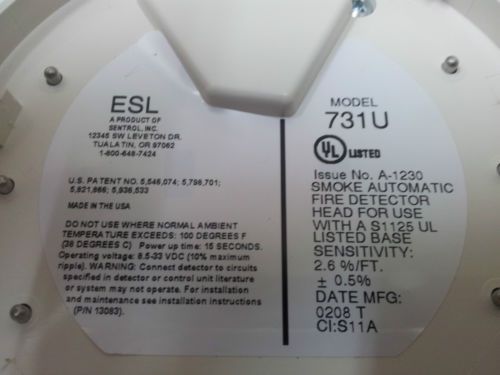 ESL
A PRODUCT OF
SENTROL, INC.
12345 SW LEVETON DR.
TUALATIN, OR 97062
1-800-648-7424
U.S. PATENT NO. 5,546,074; 5,798,701;
5,821,866; 5,936,533
MADE IN THE USA
DO NOT USE WHERE NORMAL AMBIENT
TEMPERATURE EXCEEDS: 100 DEGREES F
(38 DEGREES C) Power up time: 15 SECONDS.
Operating voltage: 8.5-33 VDC (10% maximum
ripple). WARNING: Connect detector to circuits
specified in detector or control unit literature
or system may not operate. For installation
and maintenance see installation instructions
(P/N 13083).
MODEL
731U
UL LISTED
Issue No. A-1230
SMOKE AUTOMATIC
FIRE DETECTOR
HEAD FOR USE
WITH A S1125 UL
LISTED BASE
SENSITIVITY:
2.6 %/FT.
± 0.5%
DATE MFG:
0208 T
CI:S11A